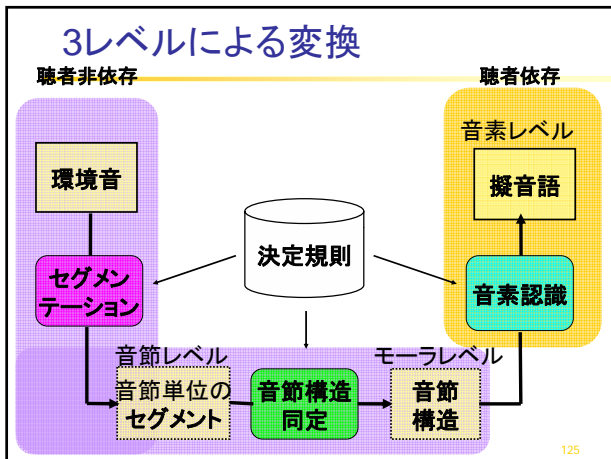 3レベルによる変換
聴者非依存
聴者依存
音素レベル
環境音
擬音語
決定規則
セグメン
テーション
音素認識
音節レベル
モーラレベル
音節単位の
セグメント
音節構造
同定
音節
構造
125